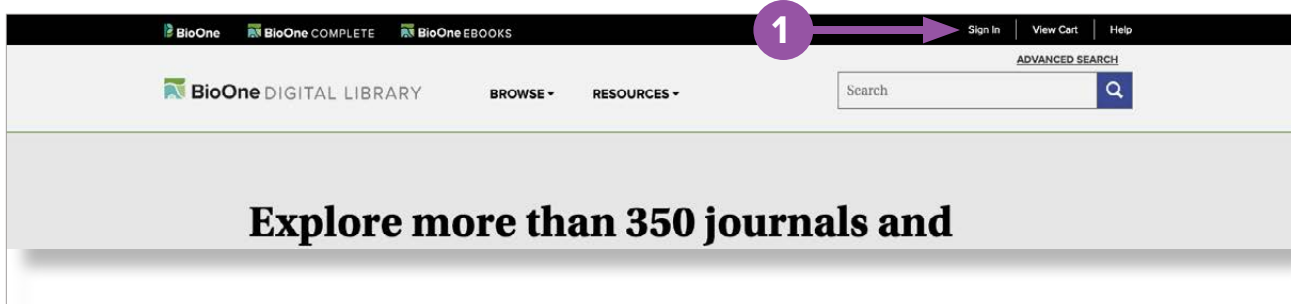 BioOne BioOne COMPLETE BioOne EBOOKS 1 Sign In View Cart Help
ADVANCED SEARCH
BioOne DIGITAL LIBRARY BROWSE RESOURCES Search
Explore more than 350 journals and